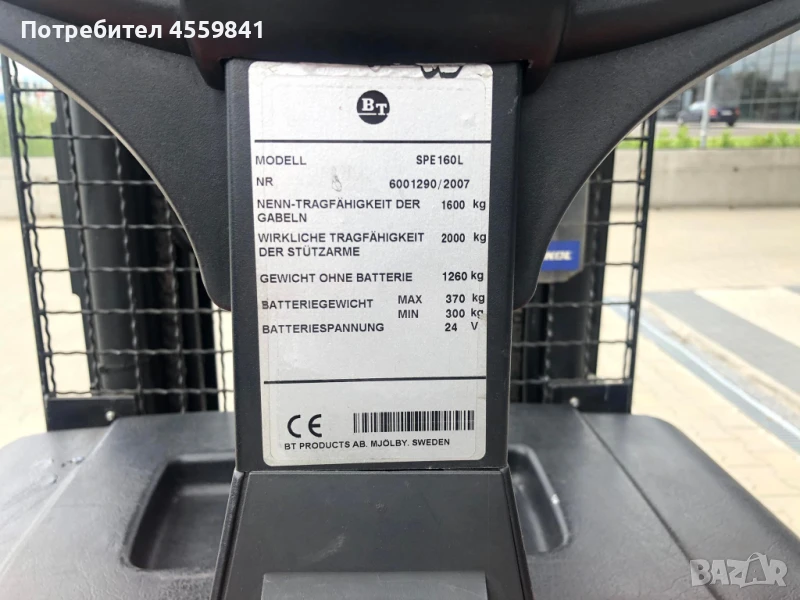 Потребител 4559841
BT
MODELL SPE160L
NR 6001290/2007
NENN-TRAGFÄHIGKEIT DER 1600 kg
GABELN
WIRKLICHE TRAGFÄHIGKEIT 2000 kg
DER STÜTZARME
GEWICHT OHNE BATTERIE 1260 kg
BATTERIEGEWICHT MAX 370 kg
MIN 300 kg
BATTERIESPANNUNG 24 V
CE
BT PRODUCTS AB. MJÖLBY. SWEDEN
BAZAR